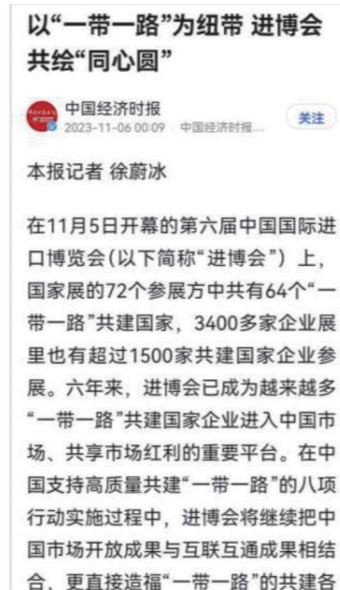 以“一带一路”为纽带 进博会
共绘“同心圆”
中国经济时报
2023-11-06 00:09 中国经济时报...
关注
本报记者 徐蔚冰
在11月5日开幕的第六届中国国际进
口博览会(以下简称“进博会”)上，
国家展的72个参展方中共有64个“一
带一路”共建国家，3400多家企业展
里也有超过1500家共建国家企业参
展。六年来，进博会已成为越来越多
“一带一路”共建国家企业进入中国市
场、共享市场红利的重要平台。在中
国支持高质量共建“一带一路”的八项
行动实施过程中，进博会将继续把中
国市场开放成果与互联互通成果相结
合，更直接造福“一带一路”的共建各